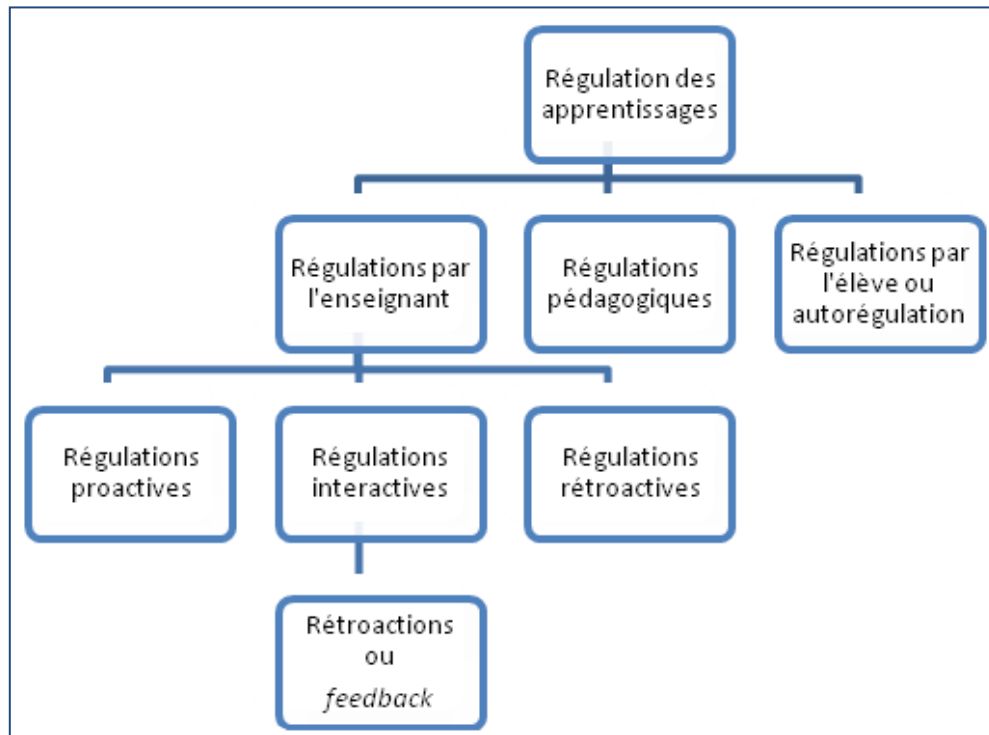 Régulation des
apprentissages
Régulations par
l'enseignant
Régulations
pédagogiques
Régulations par
l'élève ou
autorégulation
Régulations
proactives
Régulations
interactives
Régulations
rétroactives
Rétroactions
ou
feedback